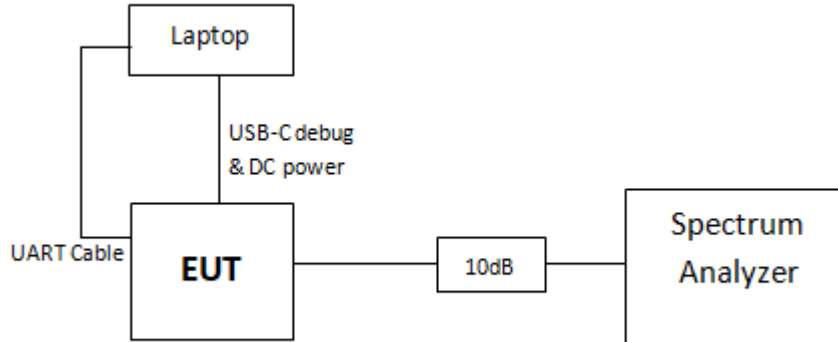 Laptop
USB-C debug
& DC power
UART Cable
EUT
10dB
Spectrum
Analyzer